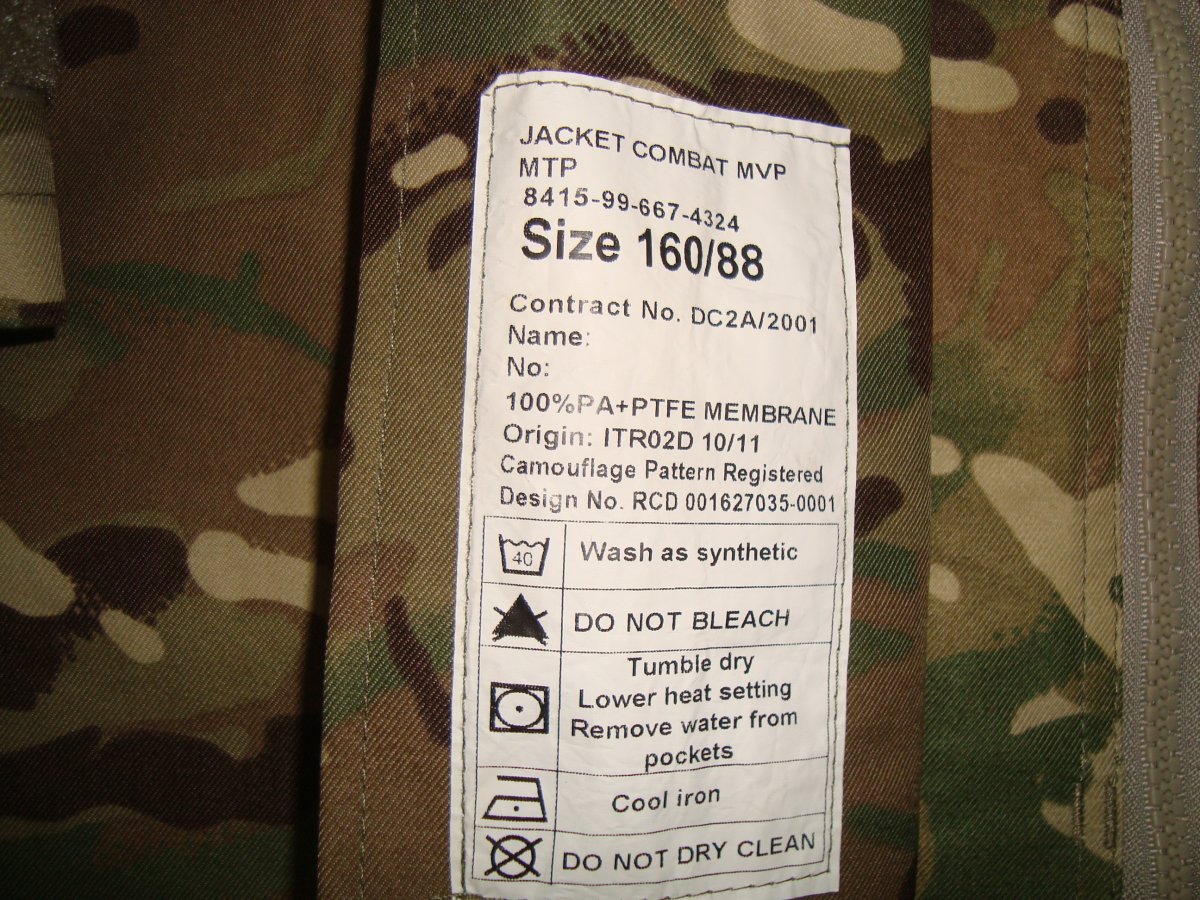 JACKET COMBAT MVP
MTP
8415-99-667-4324
Size 160/88
Contract No. DC2A/2001
Name:
No:
100%PA+PTFE MEMBRANE
Origin: ITR02D 10/11
Camouflage Pattern Registered
Design No. RCD 001627035-0001
40 Wash as synthetic
DO NOT BLEACH
Tumble dry
Lower heat setting
Remove water from
pockets
Cool iron
DO NOT DRY CLEAN